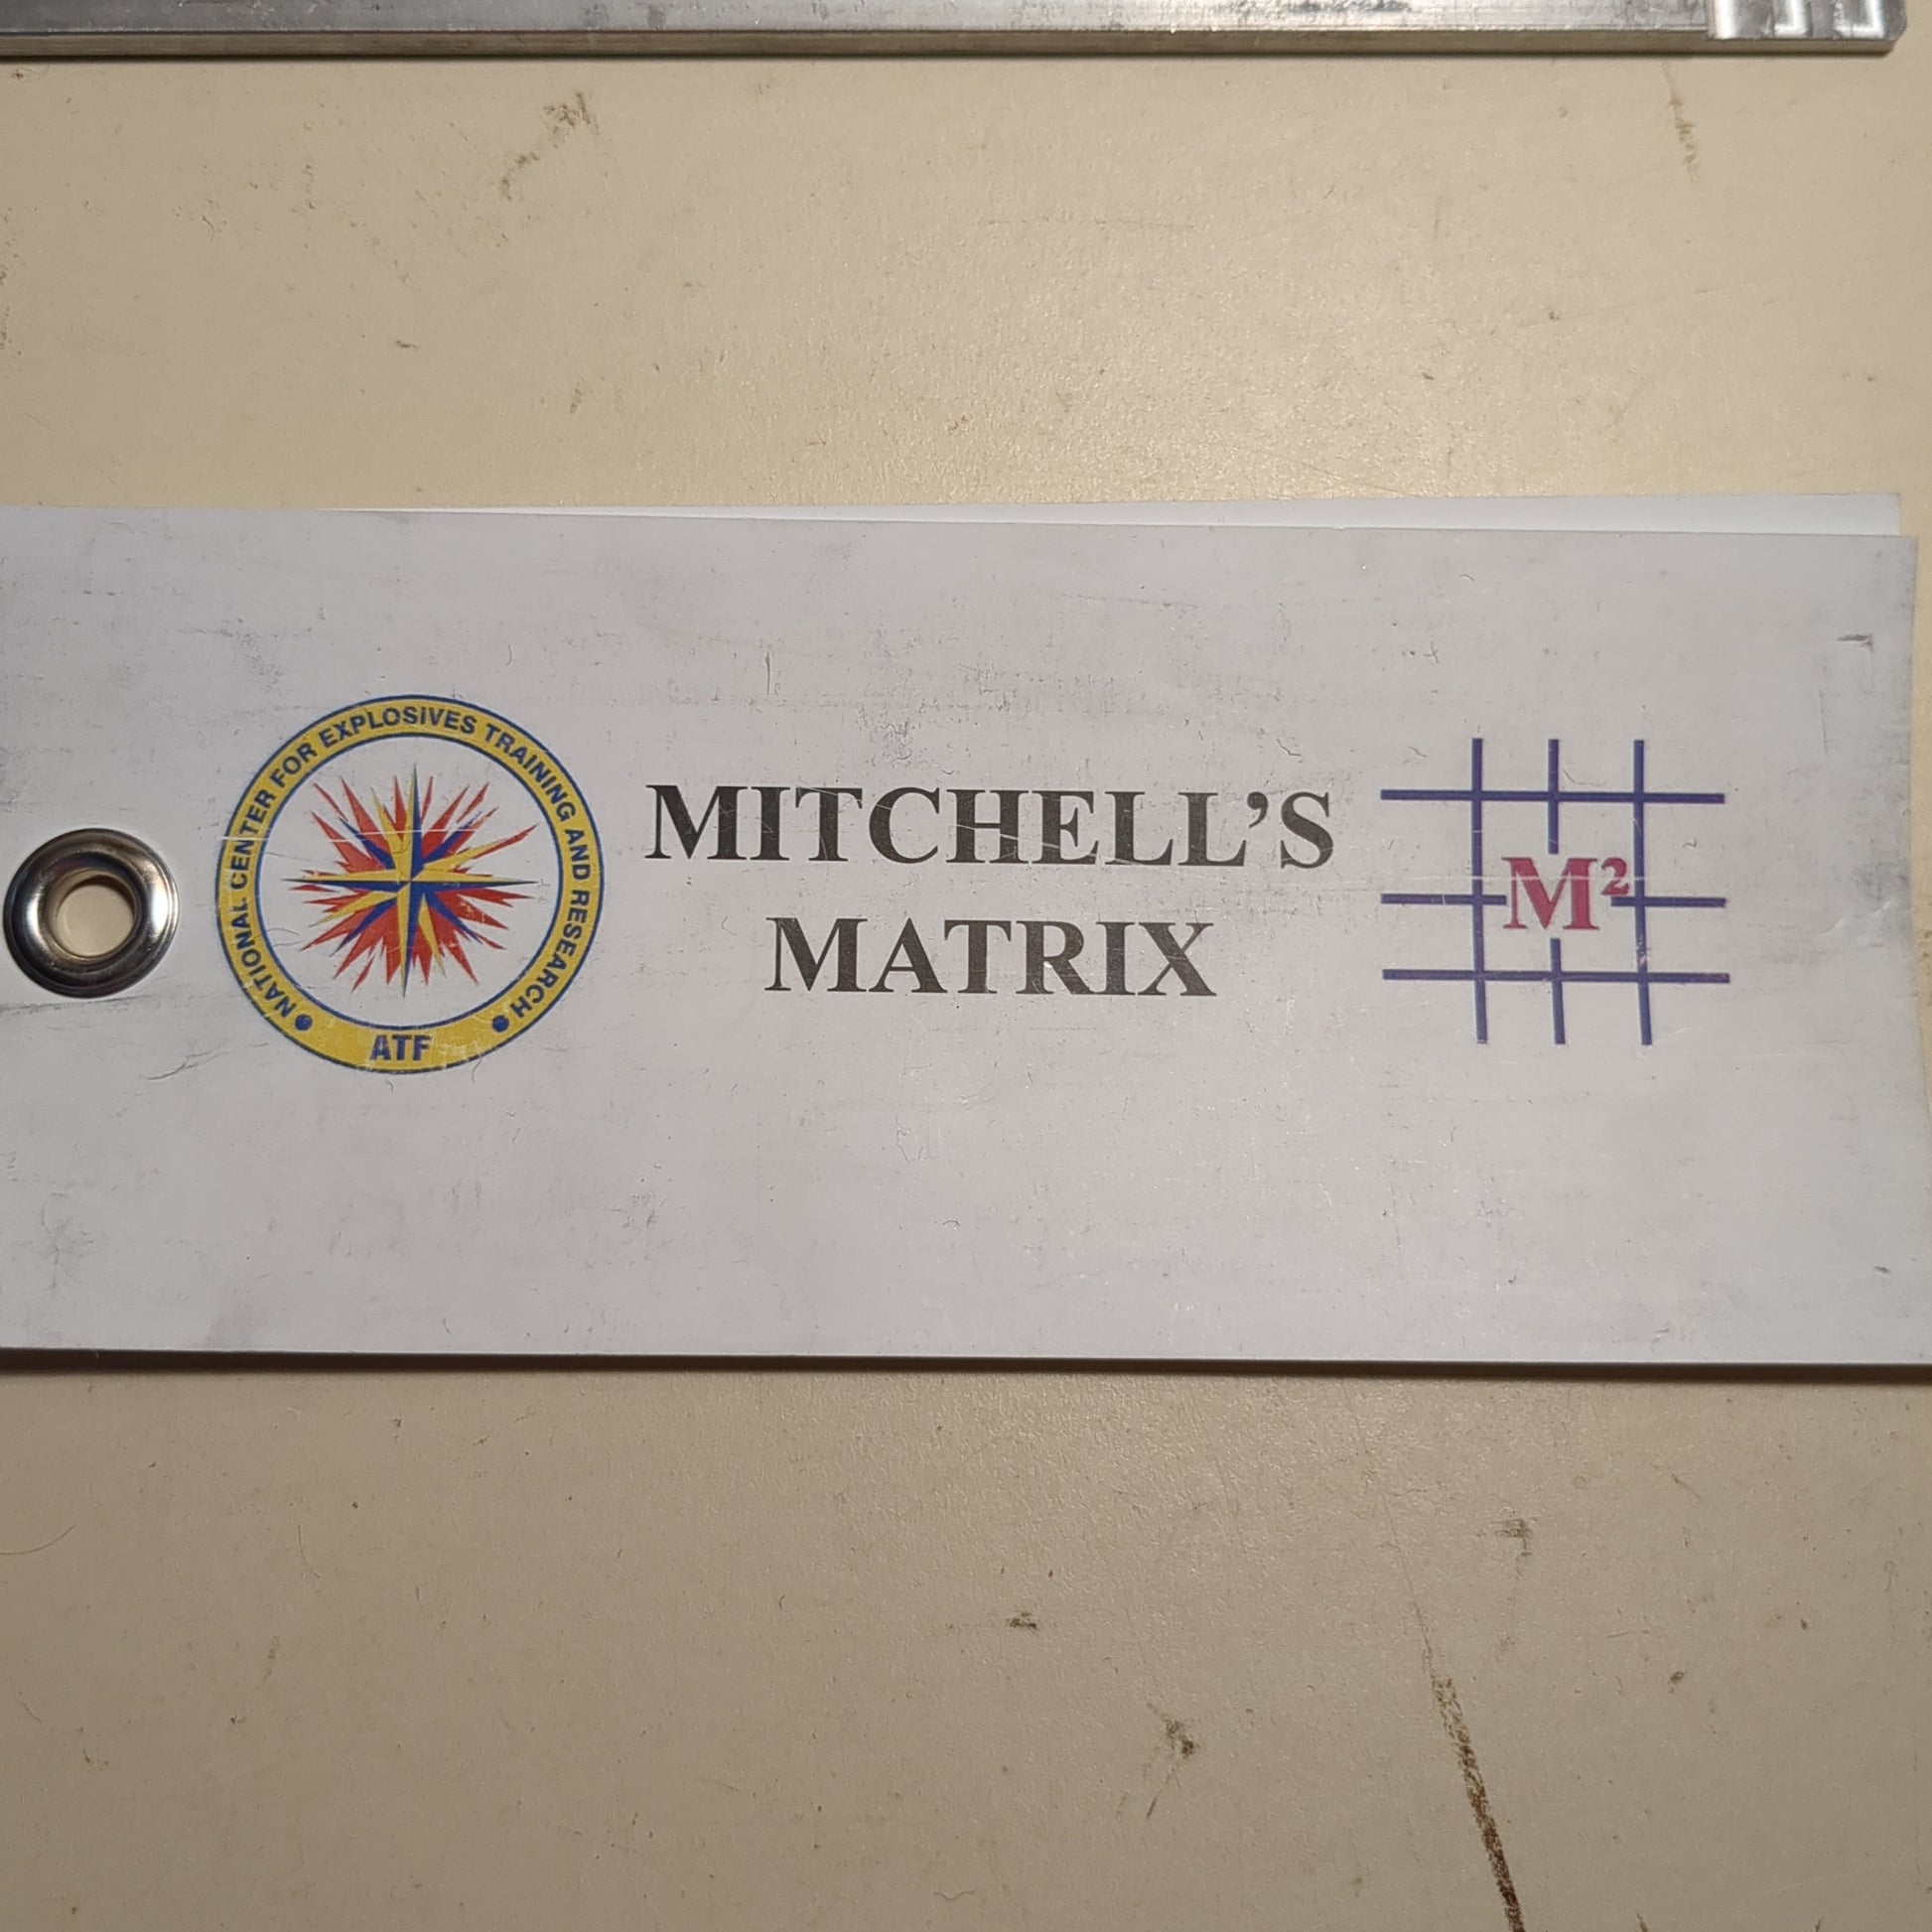 NATIONAL CENTER FOR EXPLOSIVES TRAINING AND RESEARCH
ATF
MITCHELL'S
MATRIX
M²